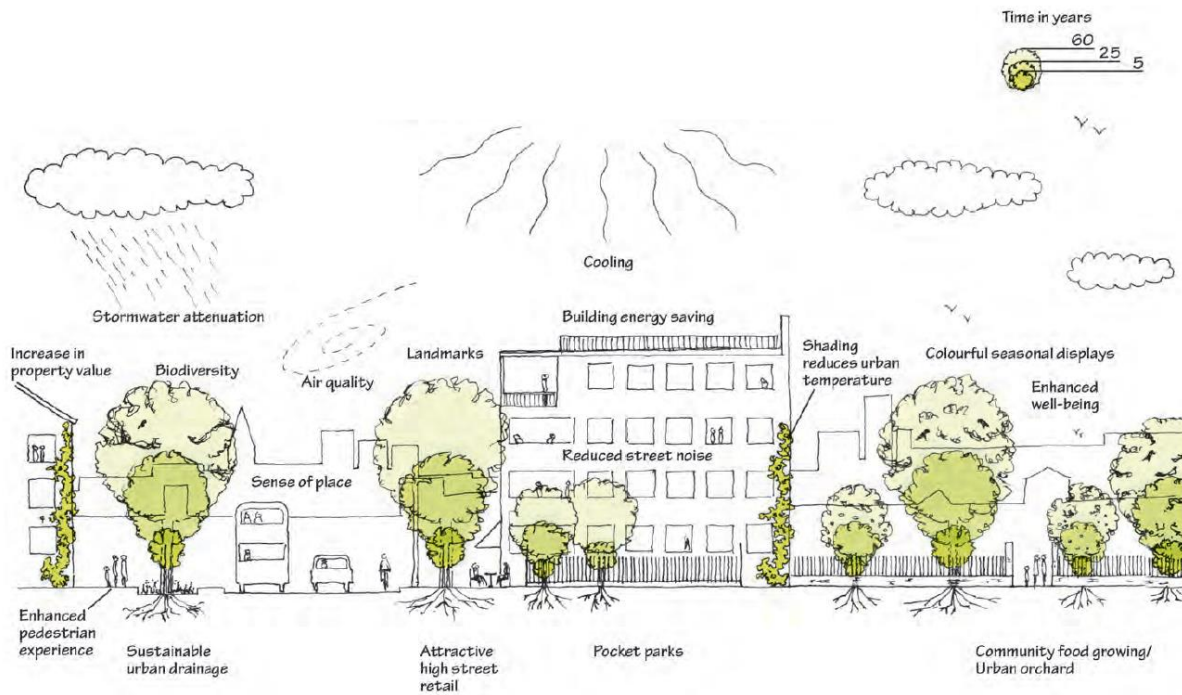 Time in years
60
25
5
Cooling
Stormwater attenuation
Building energy saving
Increase in
property value
Biodiversity
Air quality
Landmarks
Shading
reduces urban
temperature
Colourful seasonal displays
Enhanced
well-being
Sense of place
Reduced street noise
Enhanced
pedestrian
experience
Sustainable
urban drainage
Attractive
high street
retail
Pocket parks
Community food growing/
Urban orchard